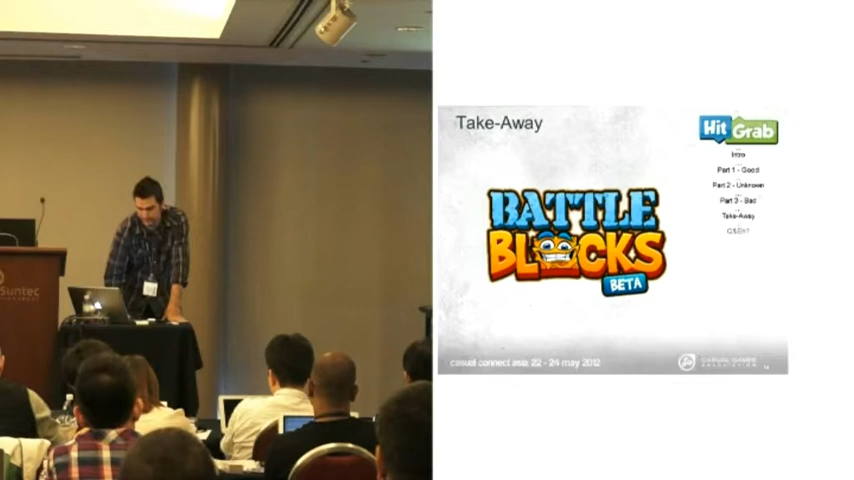 Suntec
Take-Away
Hit Grab
Intro
Part 1 - Good
Part 2 - Unknown
Part 3 - Bad
Take-Away
BATTLE
BLOCKS
BETA
casual connect asia 22 - 24 may 2012
CASUAL GAMES
ASSOCIATION